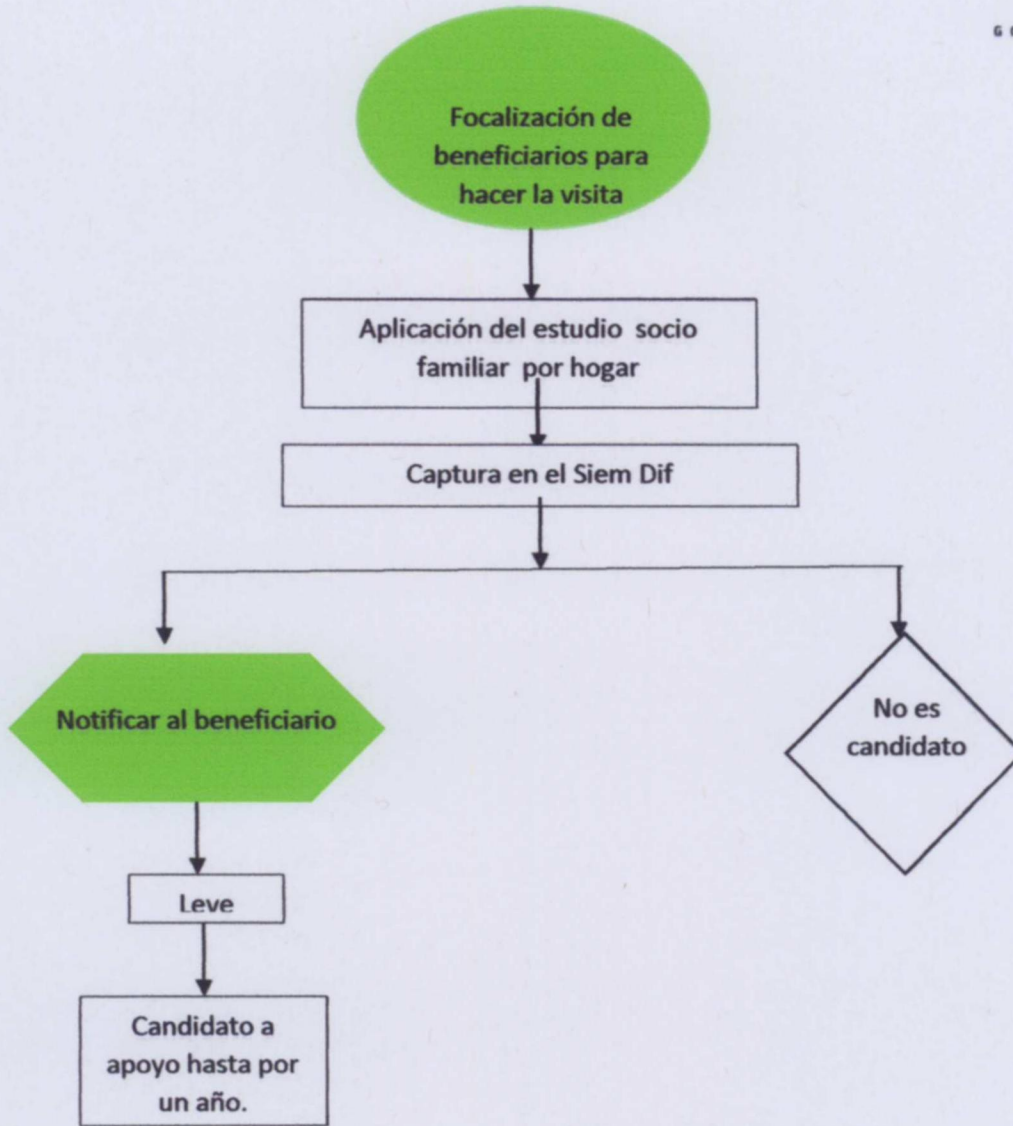 Focalización de
beneficiarios para
hacer la visita
Aplicación del estudio socio
familiar por hogar
Captura en el Siem Dif
Notificar al beneficiario
No es
candidato
Leve
Candidato a
apoyo hasta por
un año.